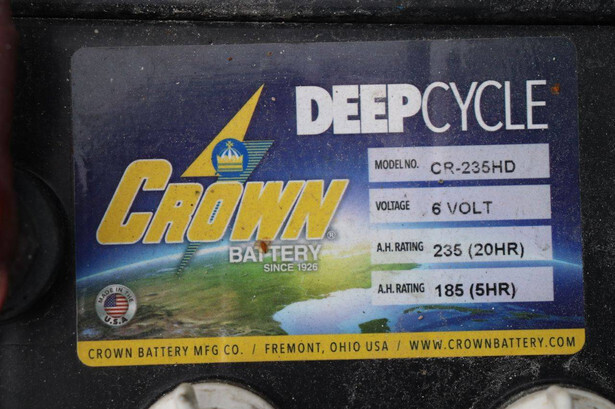 DEEPCYCLE
CROWN®
BATTERY
SINCE 1926
MODEL NO. CR-235HD
VOLTAGE 6 VOLT
A.H. RATING 235 (20HR)
A.H. RATING 185 (5HR)
MADE IN THE
U.S.A
CROWN BATTERY MFG CO. / FREMONT, OHIO USA / WWW.CROWNBATTERY.COM